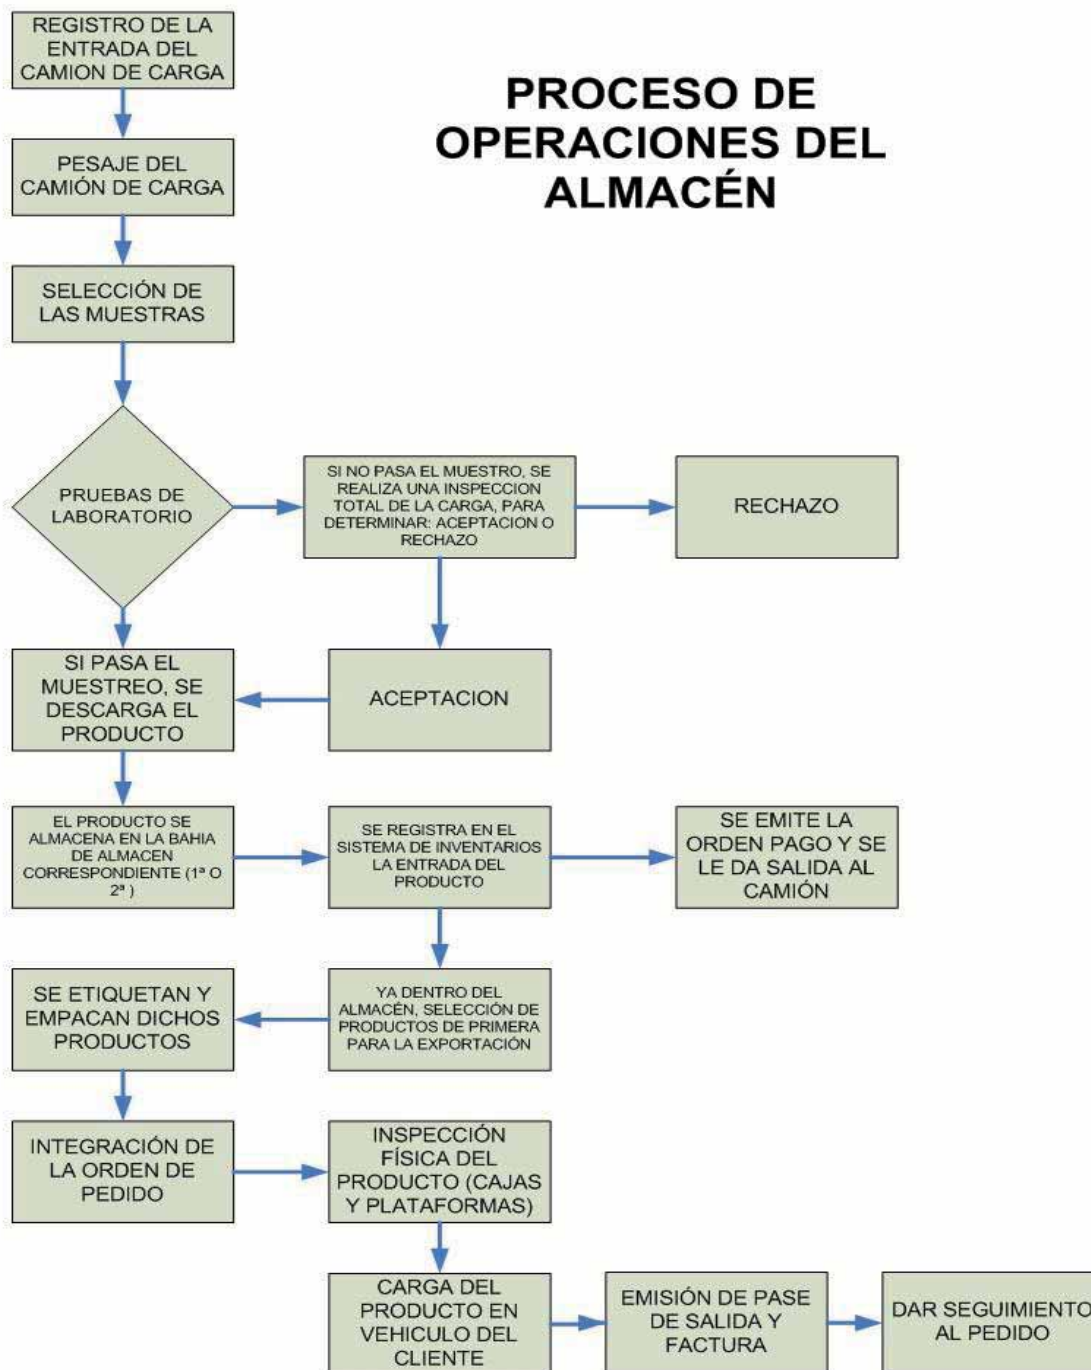 REGISTRO DE LA
ENTRADA DEL
CAMION DE CARGA
PROCESO DE
OPERACIONES DEL
ALMACÉN
PESAJE DEL
CAMIÓN DE CARGA
SELECCIÓN DE
LAS MUESTRAS
PRUEBAS DE
LABORATORIO
SI NO PASA EL MUESTRO, SE
REALIZA UNA INSPECCION
TOTAL DE LA CARGA, PARA
DETERMINAR: ACEPTACION O
RECHAZO
RECHAZO
SI PASA EL
MUESTREO, SE
DESCARGA EL
PRODUCTO
ACEPTACION
EL PRODUCTO SE
ALMACENA EN LA BAHIA
DE ALMACEN
CORRESPONDIENTE (1ª O
2ª )
SE REGISTRA EN EL
SISTEMA DE INVENTARIOS
LA ENTRADA DEL
PRODUCTO
SE EMITE LA
ORDEN PAGO Y SE
LE DA SALIDA AL
CAMIÓN
SE ETIQUETAN Y
EMPACAN DICHOS
PRODUCTOS
YA DENTRO DEL
ALMACÉN, SELECCIÓN DE
PRODUCTOS DE PRIMERA
PARA LA EXPORTACIÓN
INTEGRACIÓN DE
LA ORDEN DE
PEDIDO
INSPECCIÓN
FÍSICA DEL
PRODUCTO (CAJAS
Y PLATAFORMAS)
CARGA DEL
PRODUCTO EN
VEHICULO DEL
CLIENTE
EMISIÓN DE PASE
DE SALIDA Y
FACTURA
DAR SEGUIMIENTO
AL PEDIDO